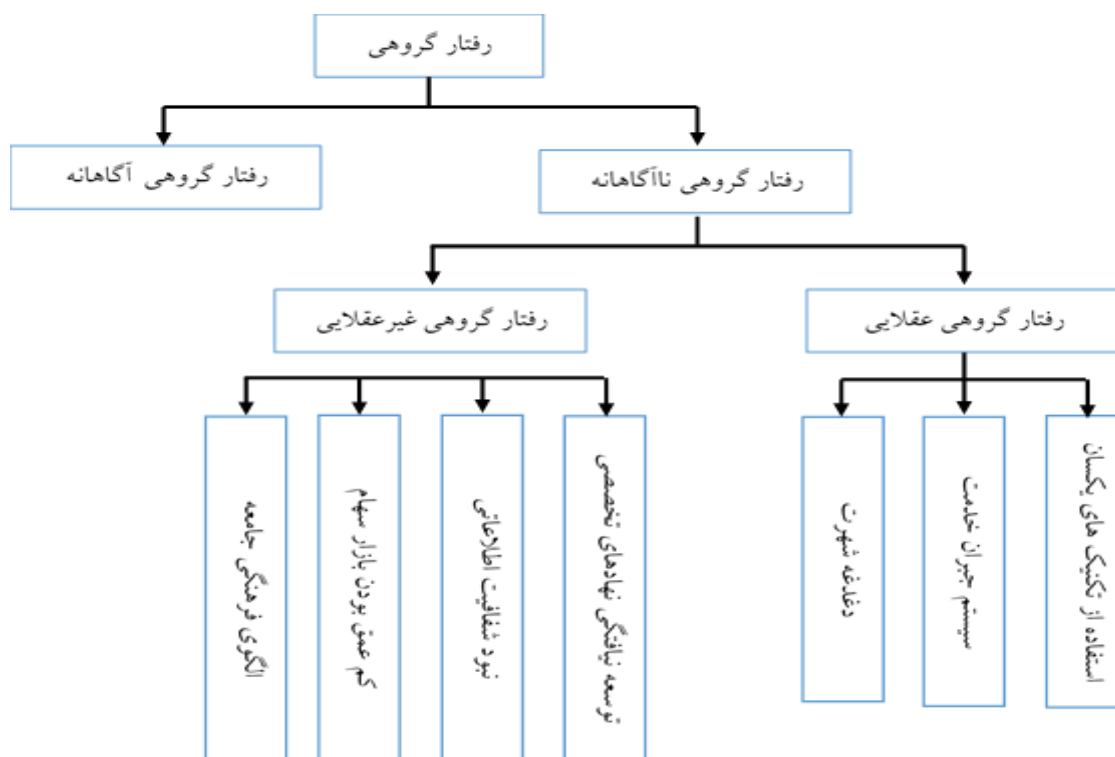 رفتار گروهی
رفتار گروهی ناآگاهانه
رفتار گروهی آگاهانه
رفتار گروهی عقلایی
رفتار گروهی غیرعقلایی
استفاده از تکنیک های یکسان
سیستم جبران خدمت
دغدغه شهرت
توسعه نیافتگی نهادهای تخصصی
نبود شفافیت اطلاعاتی
کم عمق بودن بازار سهام
الگوی فرهنگی جامعه